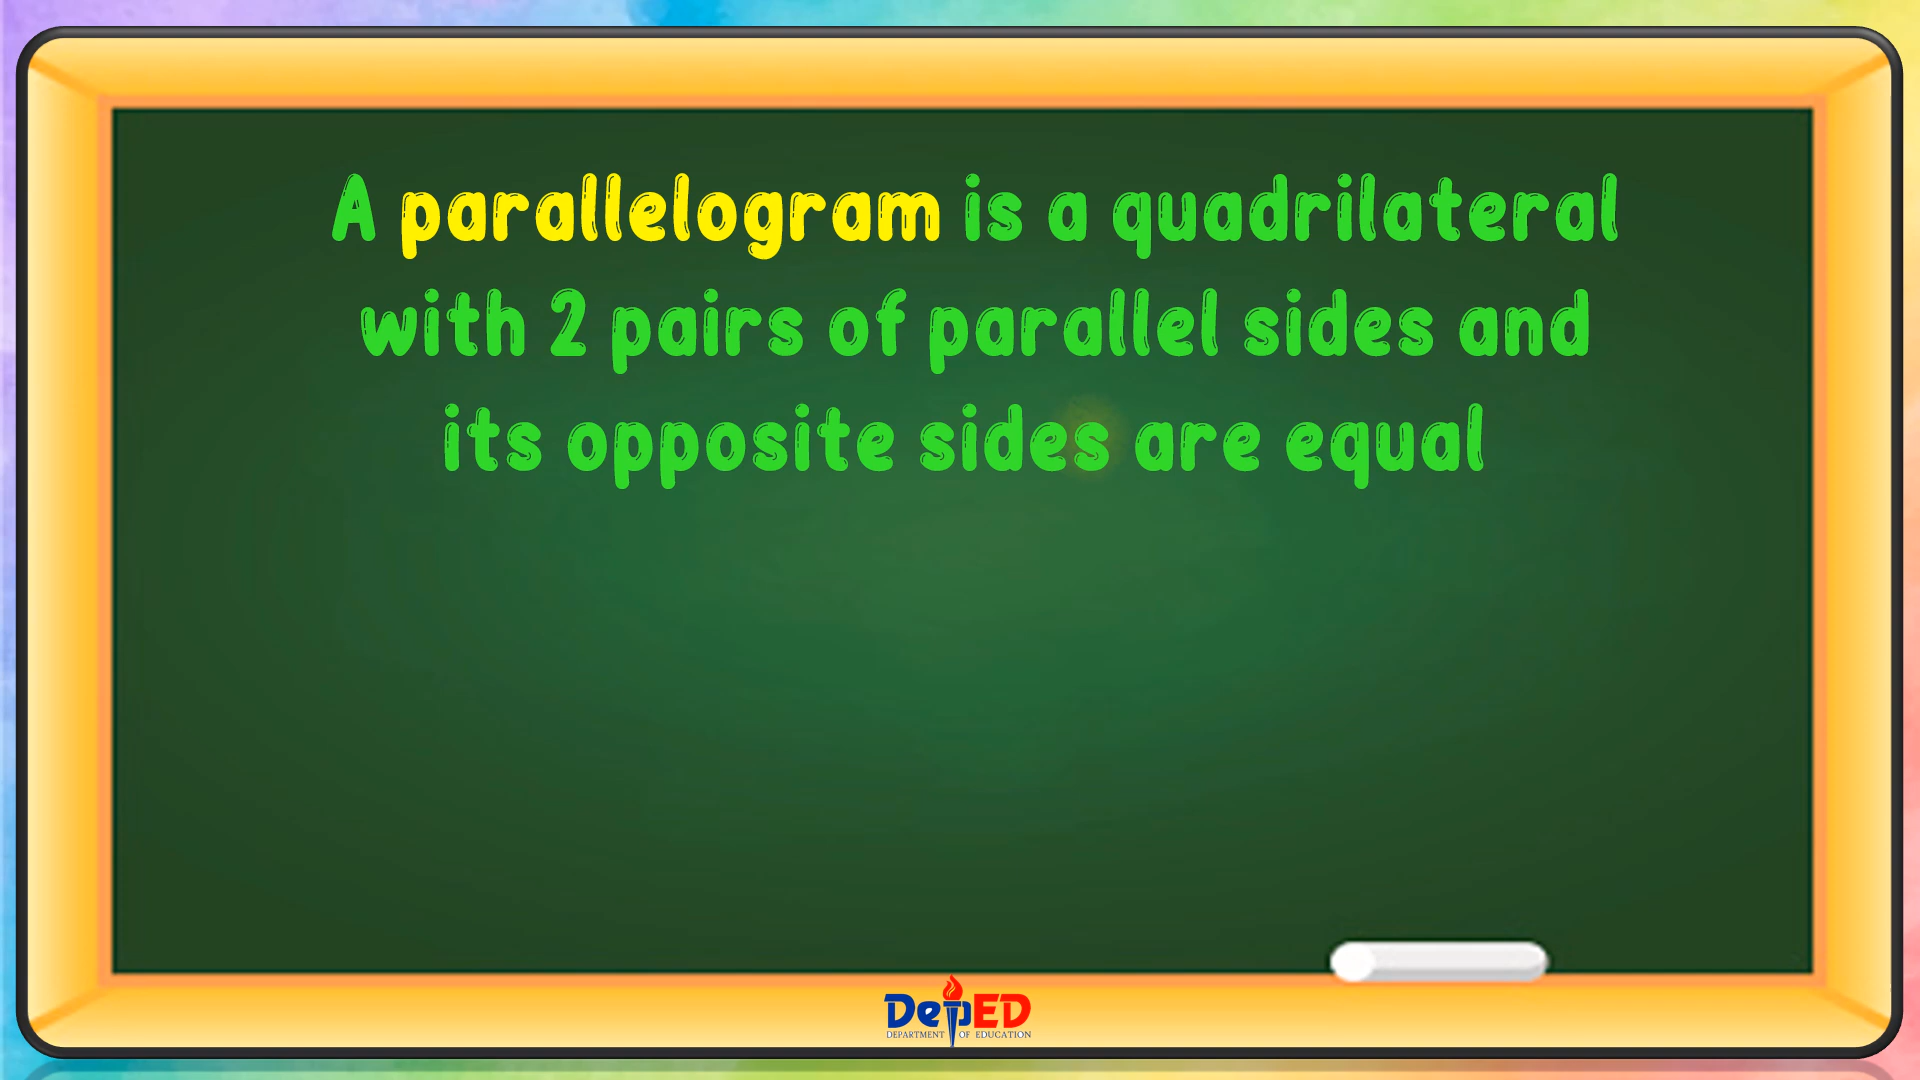 A parallelogram is a quadrilateral
with 2 pairs of parallel sides and
its opposite sides are equal
DepED
DEPARTMENT OF EDUCATION